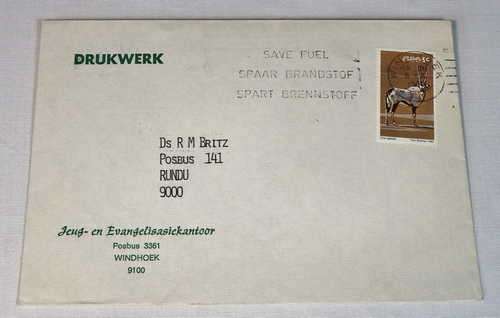 DRUKWERK
SAVE FUEL
SPAAR BRANDSTOF
SPART BRENNSTOFF
Ds R M Britz
Posbus 141
RUNDU
9000
Jeug- en Evangelisasiekantoor
Posbus 3361
WINDHOEK
9100